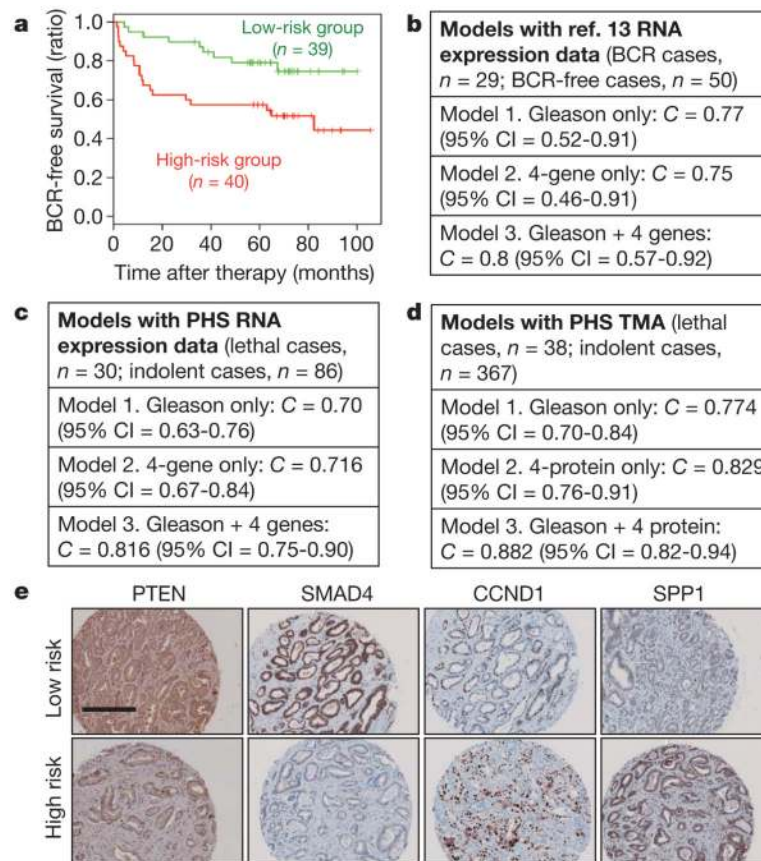 a
BCR-free survival (ratio)
1.0
0.8
0.6
0.4
0.2
0.0
Low-risk group
(n = 39)
High-risk group
(n = 40)
0 20 40 60 80 100
Time after therapy (months)
b
Models with ref. 13 RNA
expression data (BCR cases,
n = 29; BCR-free cases, n = 50)
Model 1. Gleason only: C = 0.77
(95% CI = 0.52-0.91)
Model 2. 4-gene only: C = 0.75
(95% CI = 0.46-0.91)
Model 3. Gleason + 4 genes:
C = 0.8 (95% CI = 0.57-0.92)
c
Models with PHS RNA
expression data (lethal cases,
n = 30; indolent cases, n = 86)
Model 1. Gleason only: C = 0.70
(95% CI = 0.63-0.76)
Model 2. 4-gene only: C = 0.716
(95% CI = 0.67-0.84)
Model 3. Gleason + 4 genes:
C = 0.816 (95% CI = 0.75-0.90)
d
Models with PHS TMA (lethal
cases, n = 38; indolent cases,
n = 367)
Model 1. Gleason only: C = 0.774
(95% CI = 0.70-0.84)
Model 2. 4-protein only: C = 0.829
(95% CI = 0.76-0.91)
Model 3. Gleason + 4 protein:
C = 0.882 (95% CI = 0.82-0.94)
e
PTEN SMAD4 CCND1 SPP1
Low risk
High risk